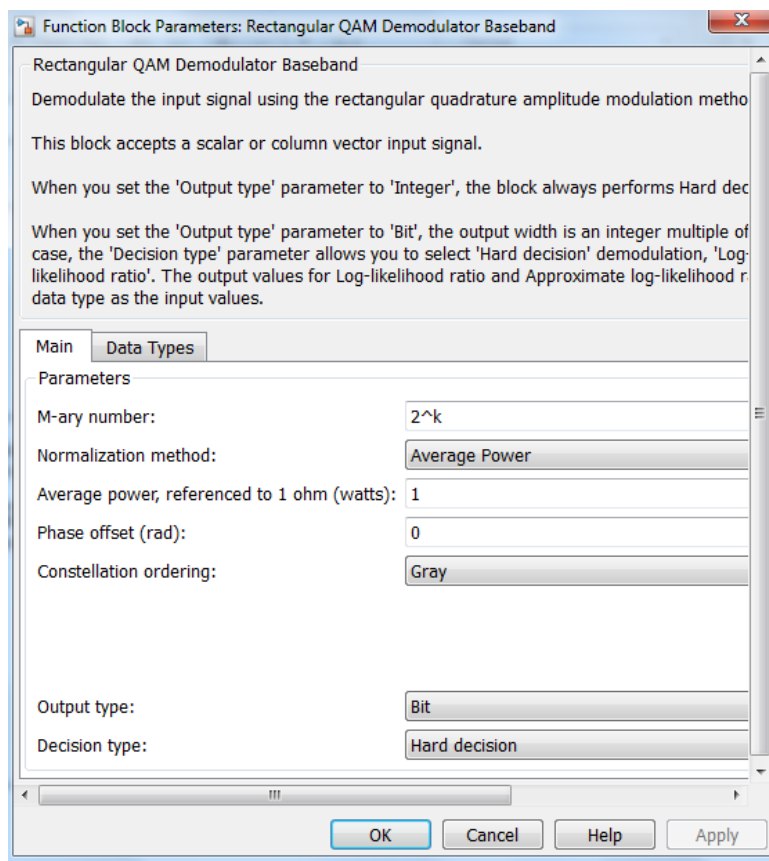 Function Block Parameters: Rectangular QAM Demodulator Baseband
Rectangular QAM Demodulator Baseband
Demodulate the input signal using the rectangular quadrature amplitude modulation metho
This block accepts a scalar or column vector input signal.
When you set the 'Output type' parameter to 'Integer', the block always performs Hard dec
When you set the 'Output type' parameter to 'Bit', the output width is an integer multiple of
case, the 'Decision type' parameter allows you to select 'Hard decision' demodulation, 'Log-
likelihood ratio'. The output values for Log-likelihood ratio and Approximate log-likelihood r
data type as the input values.
Main Data Types
Parameters
M-ary number: 2^k
Normalization method: Average Power
Average power, referenced to 1 ohm (watts): 1
Phase offset (rad): 0
Constellation ordering: Gray
Output type: Bit
Decision type: Hard decision
OK Cancel Help Apply